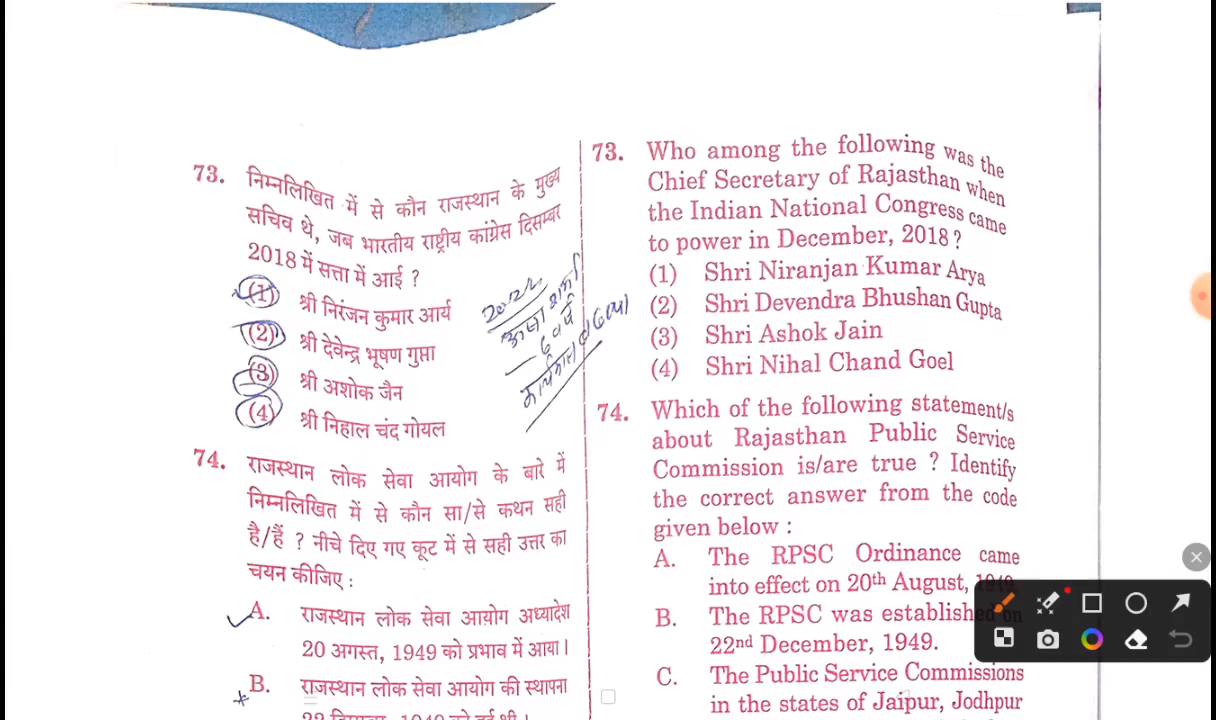 73. निम्नलिखित में से कौन राजस्थान के मुख्य
सचिव थे, जब भारतीय राष्ट्रीय कांग्रेस दिसम्बर
2018 में सत्ता में आई ?
(1) श्री निरंजन कुमार आर्य
(2) श्री देवेन्द्र भूषण गुप्ता
(3) श्री अशोक जैन
(4) श्री निहाल चंद गोयल
74. राजस्थान लोक सेवा आयोग के बारे में
निम्नलिखित में से कौन सा/से कथन सही
है/हैं ? नीचे दिए गए कूट में से सही उत्तर का
चयन कीजिए :
A. राजस्थान लोक सेवा आयोग अध्यादेश
20 अगस्त, 1949 को प्रभाव में आया।
B. राजस्थान लोक सेवा आयोग की स्थापना
73. Who among the following was the
Chief Secretary of Rajasthan when
the Indian National Congress came
to power in December, 2018 ?
(1) Shri Niranjan Kumar Arya
(2) Shri Devendra Bhushan Gupta
(3) Shri Ashok Jain
(4) Shri Nihal Chand Goel
74. Which of the following statement/s
about Rajasthan Public Service
Commission is/are true ? Identify
the correct answer from the code
given below :
A. The RPSC Ordinance came
into effect on 20th August, 1949
B. The RPSC was established on
22nd December, 1949.
C. The Public Service Commissions
in the states of Jaipur, Jodhpur